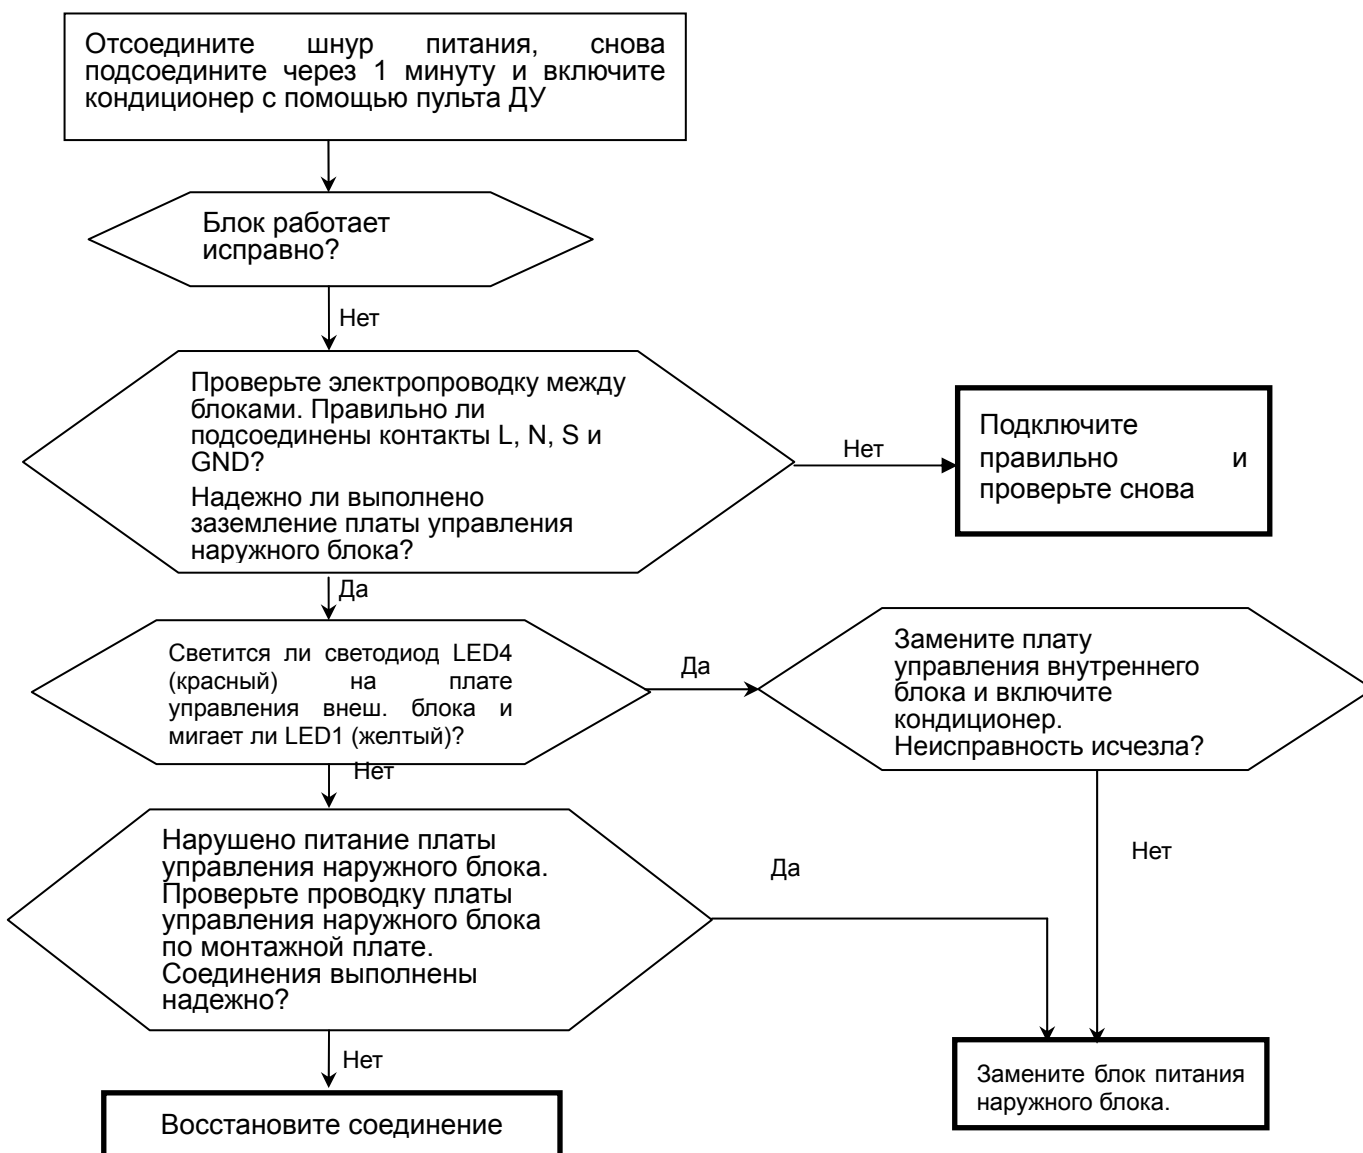 Отсоедините шнур питания, снова
подсоедините через 1 минуту и включите
кондиционер с помощью пульта ДУ
Блок работает
исправно?
Нет
Проверьте электропроводку между
блоками. Правильно ли
подсоединены контакты L, N, S и
GND?
Надежно ли выполнено
заземление платы управления
наружного блока?
Нет
Подключите
правильно и
проверьте снова
Да
Светится ли светодиод LED4
(красный) на плате
управления внеш. блока и
мигает ли LED1 (желтый)?
Да
Замените плату
управления внутреннего
блока и включите
кондиционер.
Неисправность исчезла?
Нет
Нарушено питание платы
управления наружного блока.
Проверьте проводку платы
управления наружного блока
по монтажной плате.
Соединения выполнены
надежно?
Да
Нет
Нет
Замените блок питания
наружного блока.
Восстановите соединение